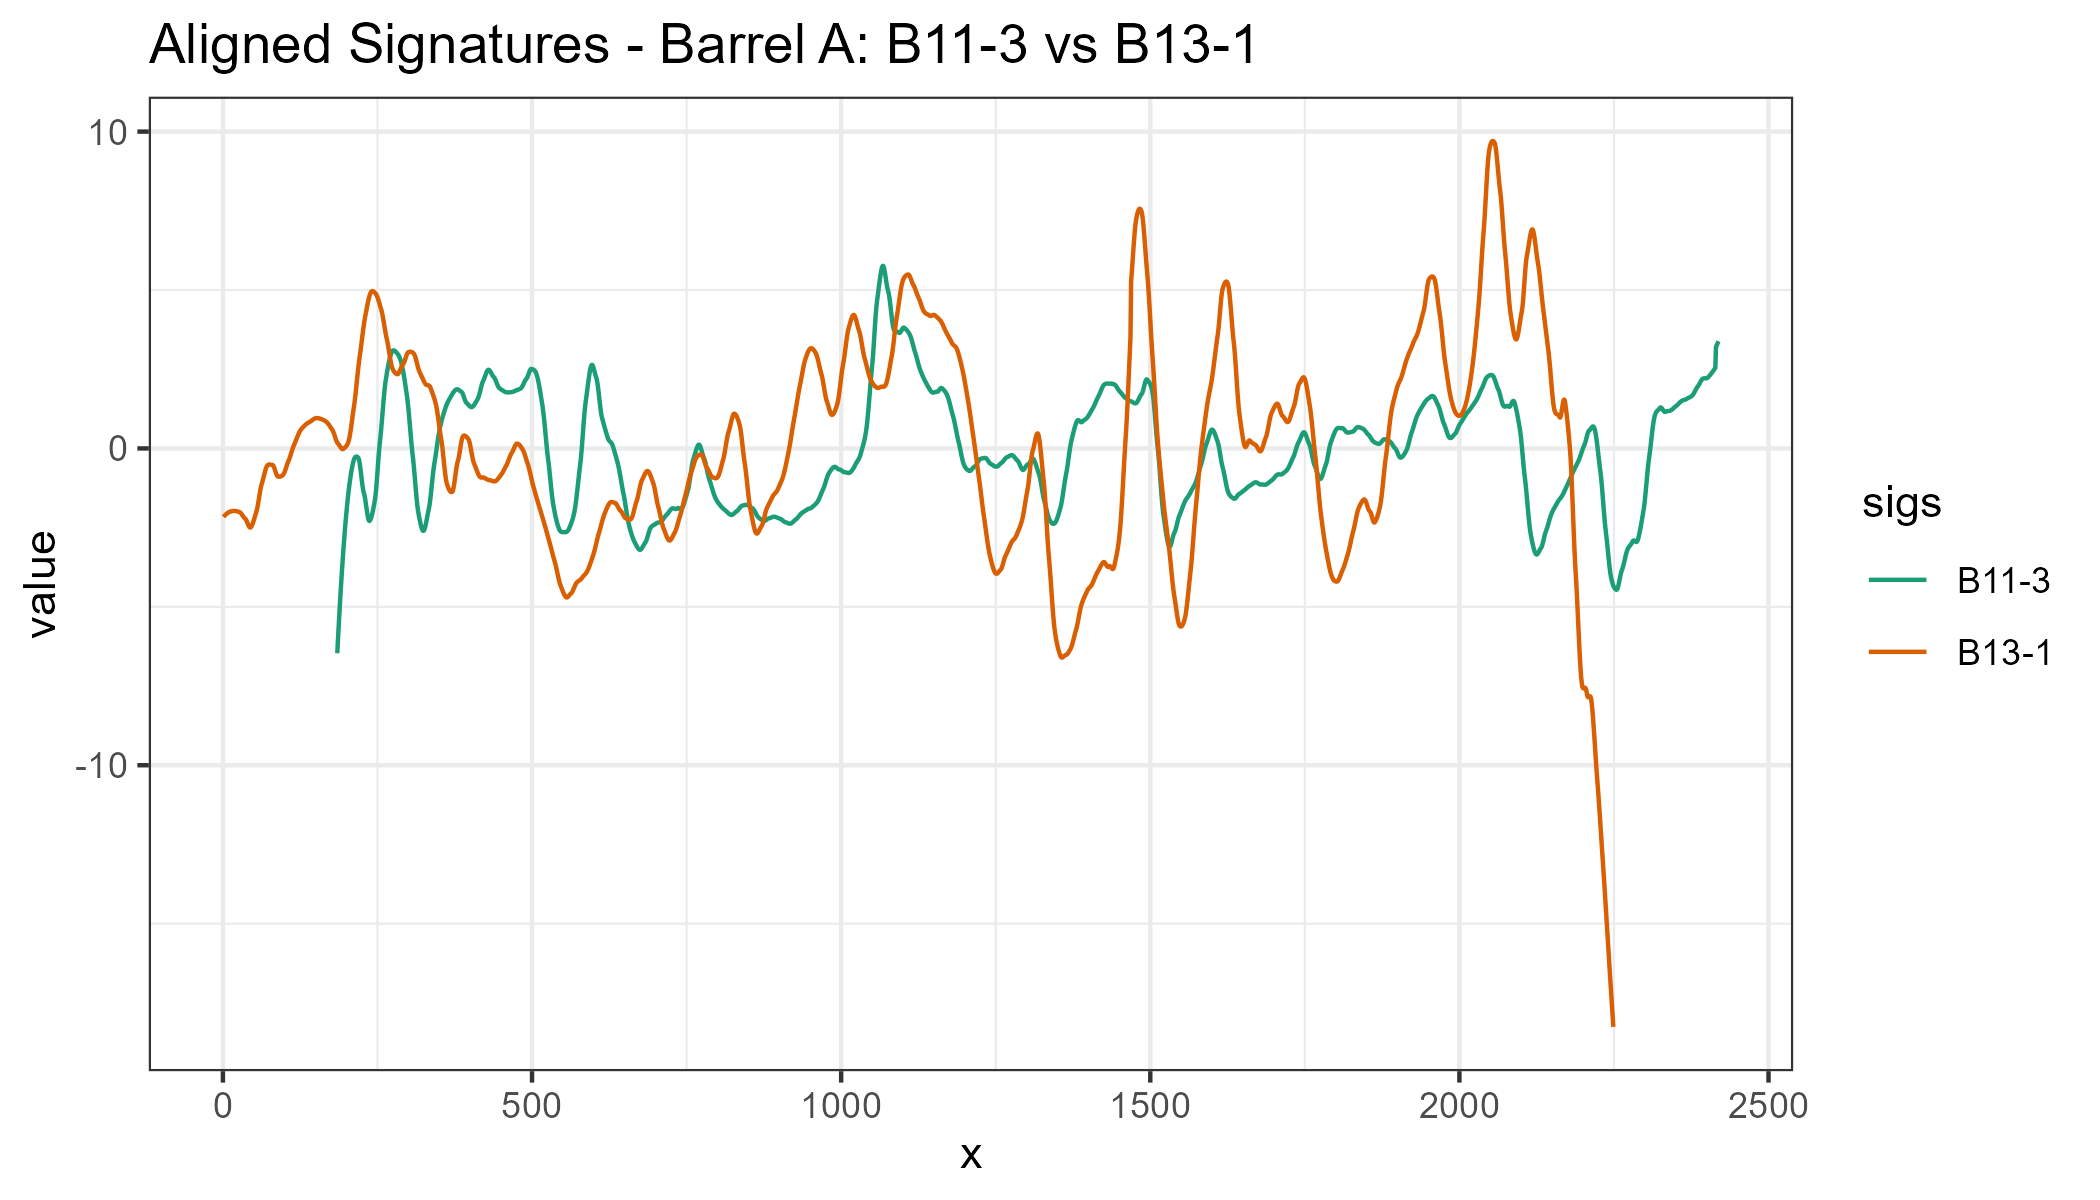 Aligned Signatures - Barrel A: B11-3 vs B13-1
10
0
-10
value
0 500 1000 1500 2000 2500
x
sigs
B11-3
B13-1